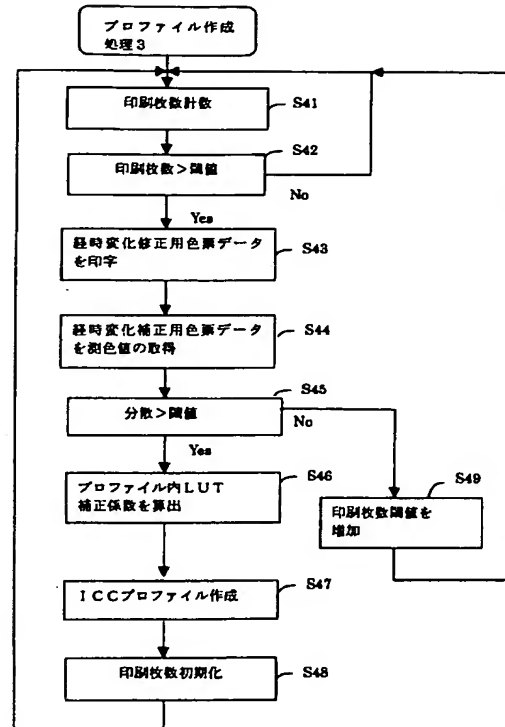 プロファイル作成
処理3
印刷枚数計数
S41
S42
印刷枚数>閾値
No
Yes
経時変化修正用色票データ
を印字
S43
経時変化補正用色票データ
を測色値の取得
S44
S45
分散>閾値
No
Yes
プロファイル内LUT
補正係数を算出
S46
S49
印刷枚数閾値を
増加
ICCプロファイル作成
S47
印刷枚数初期化
S48